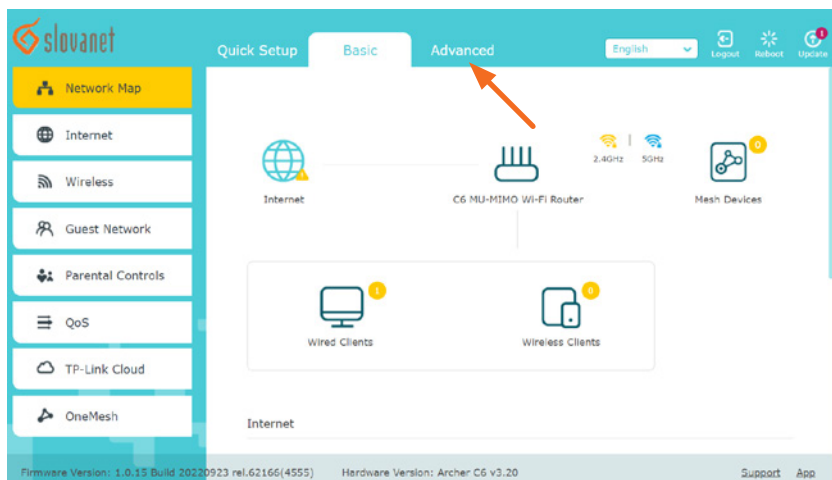 slovanet
Quick Setup
Basic
Advanced
English
Logout
Reboot
Update
1
Network Map
Internet
Wireless
Guest Network
Parental Controls
QoS
TP-Link Cloud
OneMesh
2.4GHz | 5GHz
0
Internet
C6 MU-MIMO Wi-Fi Router
Mesh Devices
1
0
Wired Clients
Wireless Clients
Internet
Firmware Version: 1.0.15 Build 20220923 rel.62166(4555)
Hardware Version: Archer C6 v3.20
Support
App